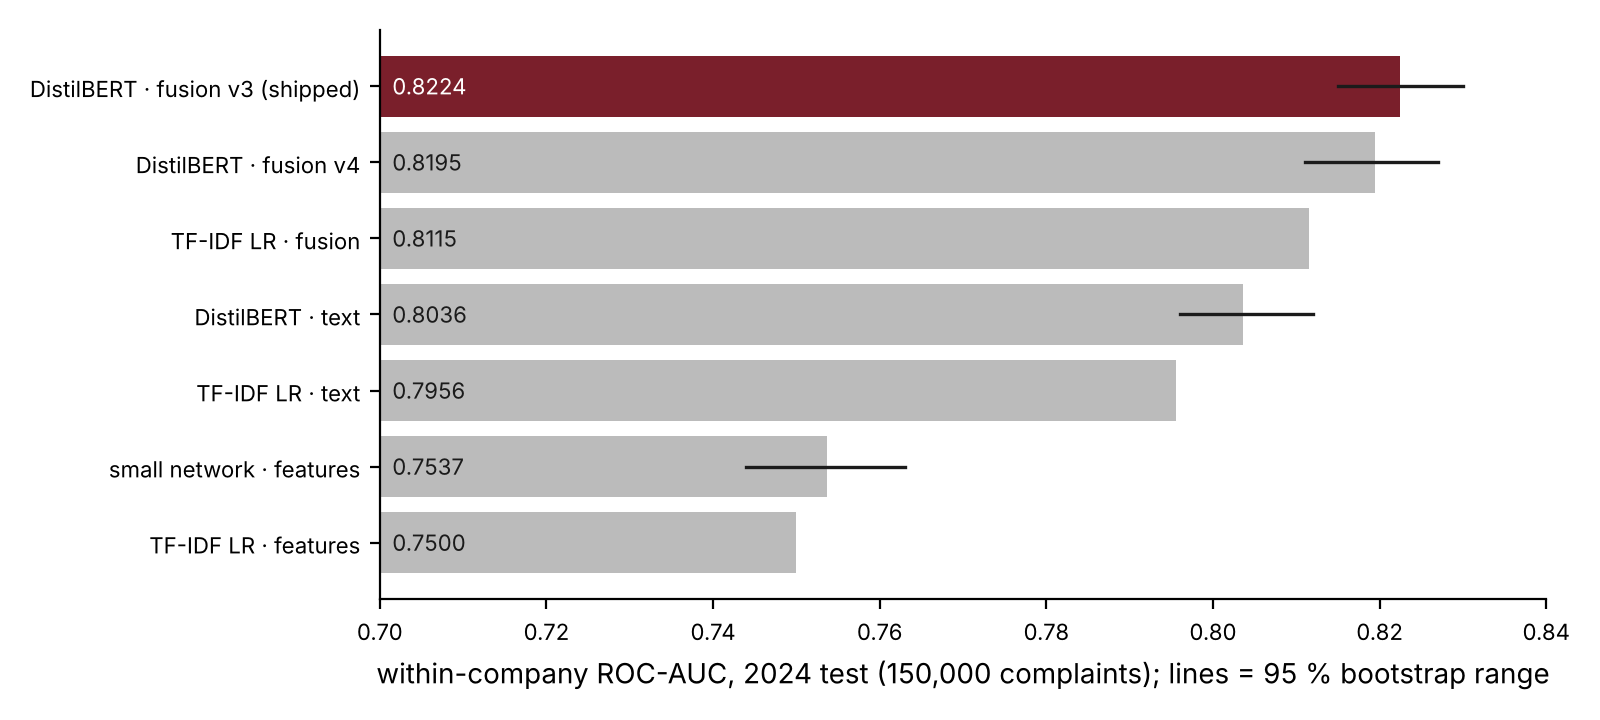 DistilBERT · fusion v3 (shipped) 0.8224
DistilBERT · fusion v4 0.8195
TF-IDF LR · fusion 0.8115
DistilBERT · text 0.8036
TF-IDF LR · text 0.7956
small network · features 0.7537
TF-IDF LR · features 0.7500
0.70 0.72 0.74 0.76 0.78 0.80 0.82 0.84
within-company ROC-AUC, 2024 test (150,000 complaints); lines = 95 % bootstrap range